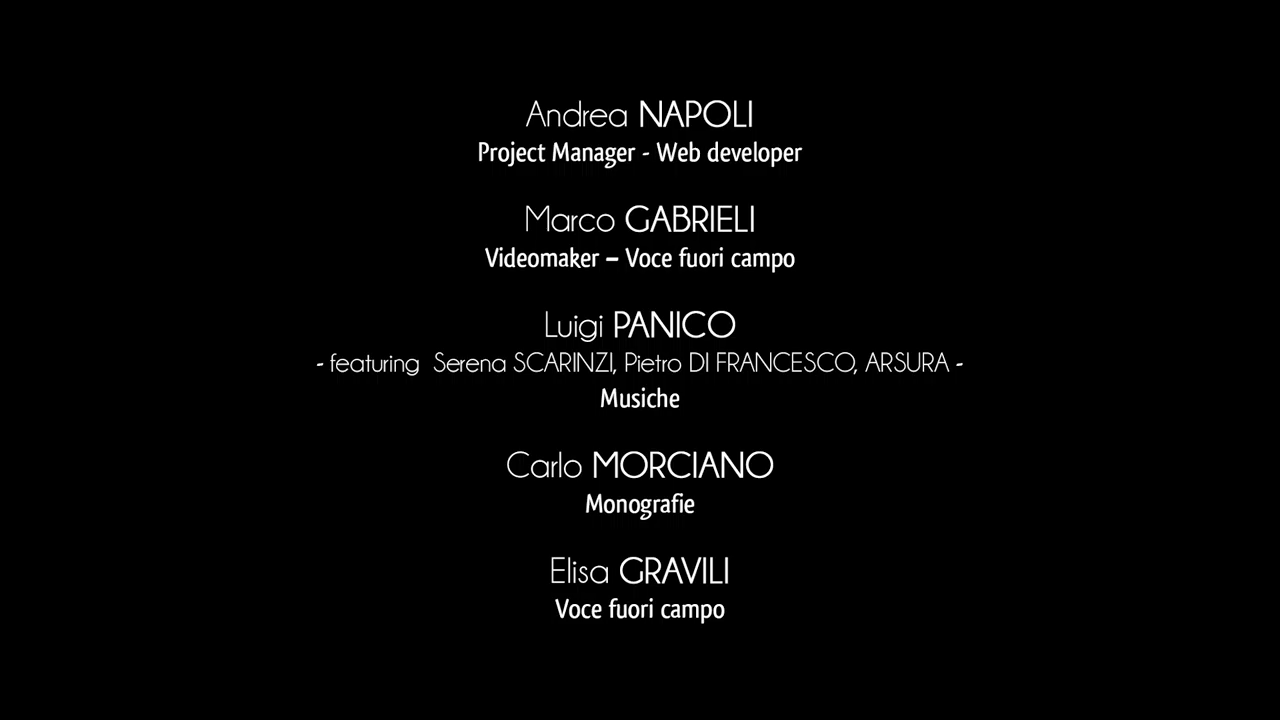 Andrea NAPOLI
Project Manager - Web developer
Marco GABRIELI
Videomaker – Voce fuori campo
Luigi PANICO
- featuring  Serena SCARINZI, Pietro DI FRANCESCO, ARSURA -
Musiche
Carlo MORCIANO
Monografie
Elisa GRAVILI
Voce fuori campo